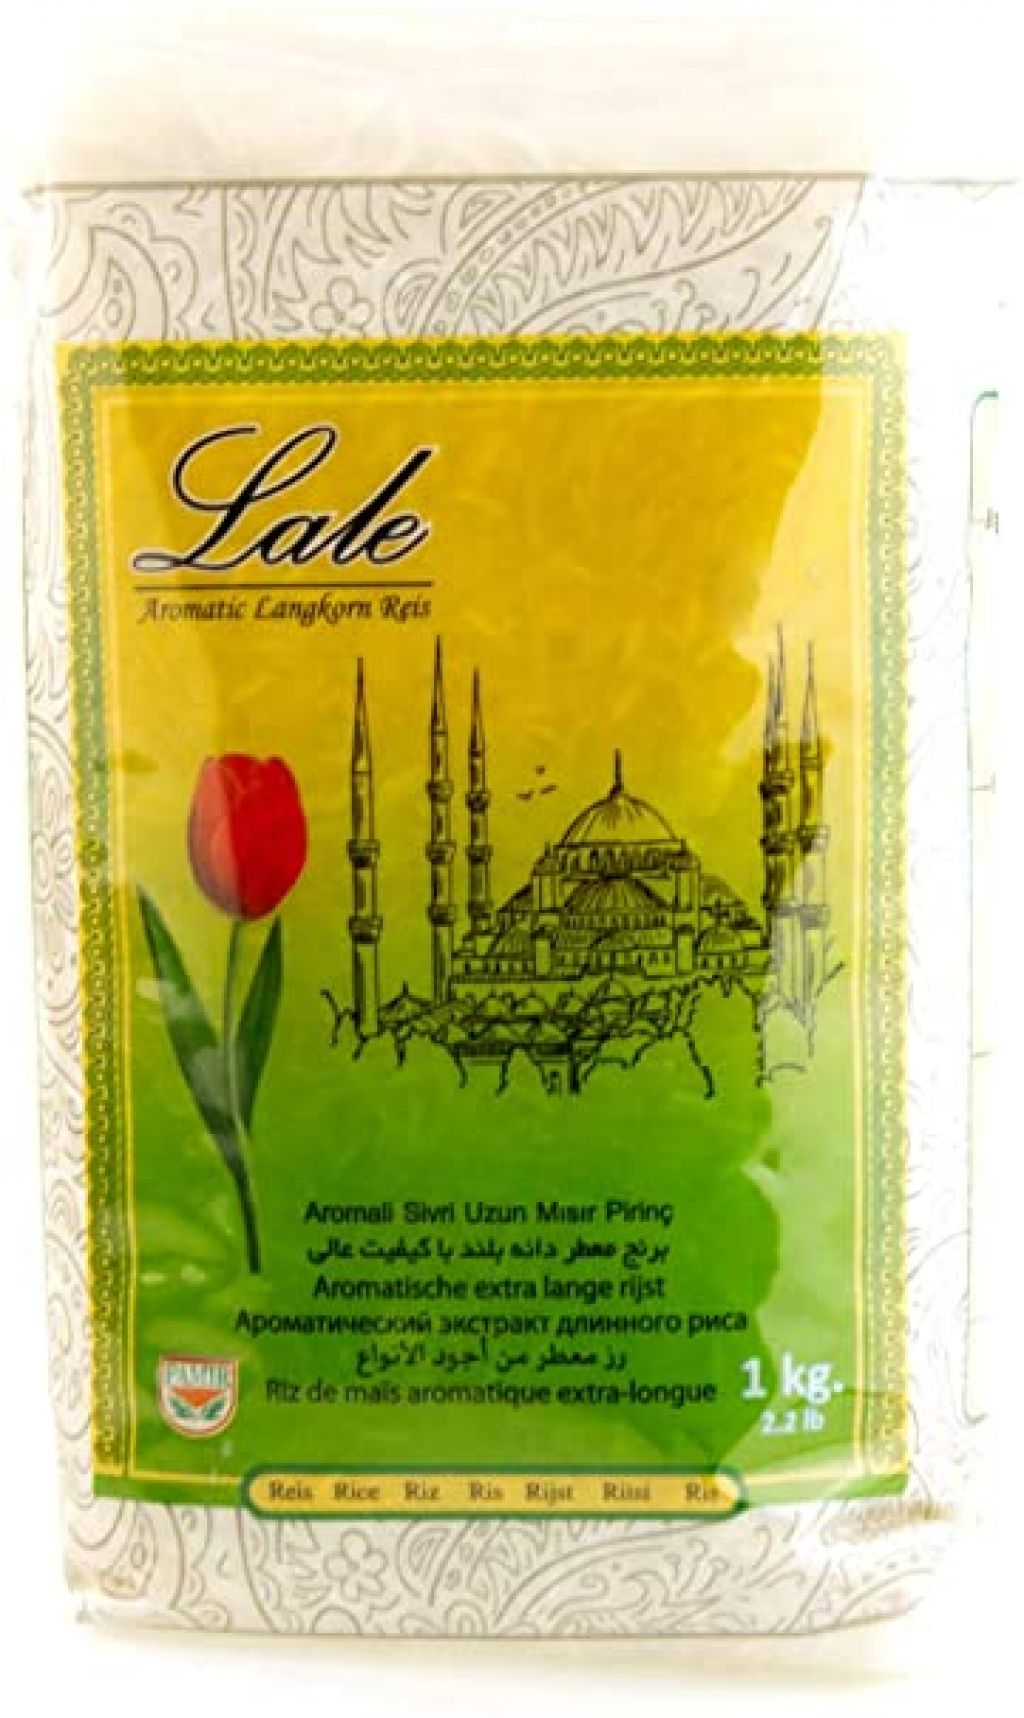 Lale
Aromatic Langkorn Reis
Aromali Sivri Uzun Mısır Pirinç
برنج معطر دانه بلند با کیفیت عالی
Aromatische extra lange rijst
Ароматический экстракт длинного риса
رز معطر من أجود الأنواع
Riz de maïs aromatique extra-longue
1 kg.
2.2 lb
PAMIR
Reis Rice Riz Ris Rijst Riisi Ris